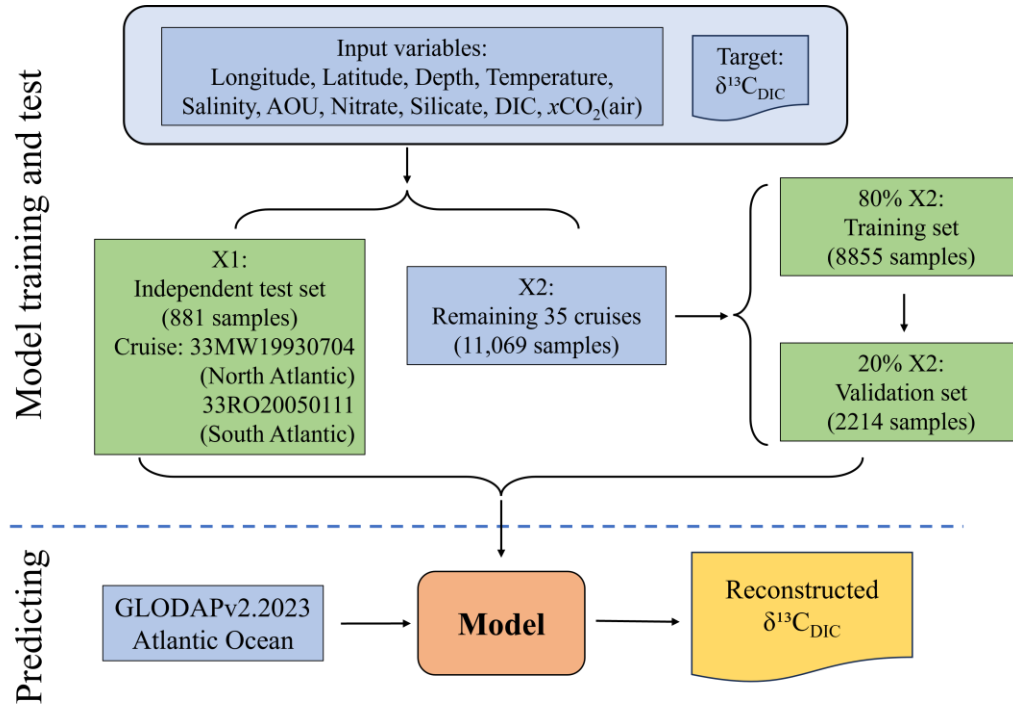 Model training and test
Input variables:
Longitude, Latitude, Depth, Temperature,
Salinity, AOU, Nitrate, Silicate, DIC, xCO₂(air)
Target:
δ¹³C_DIC
X1:
Independent test set
(881 samples)
Cruise: 33MW19930704
(North Atlantic)
33RO20050111
(South Atlantic)
X2:
Remaining 35 cruises
(11,069 samples)
80% X2:
Training set
(8855 samples)
20% X2:
Validation set
(2214 samples)
Predicting
GLODAPv2.2023
Atlantic Ocean
Model
Reconstructed
δ¹³C_DIC